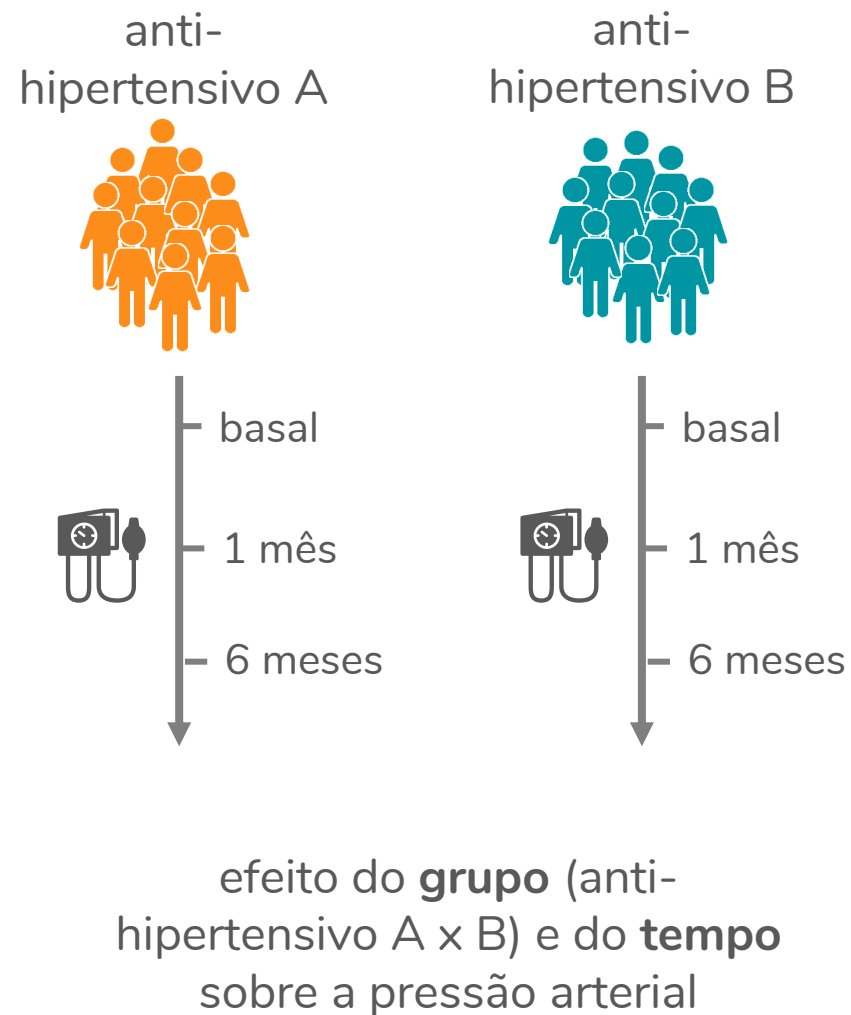 anti-
hipertensivo A
anti-
hipertensivo B
basal
1 mês
6 meses
basal
1 mês
6 meses
efeito do grupo (anti-
hipertensivo A x B) e do tempo
sobre a pressão arterial